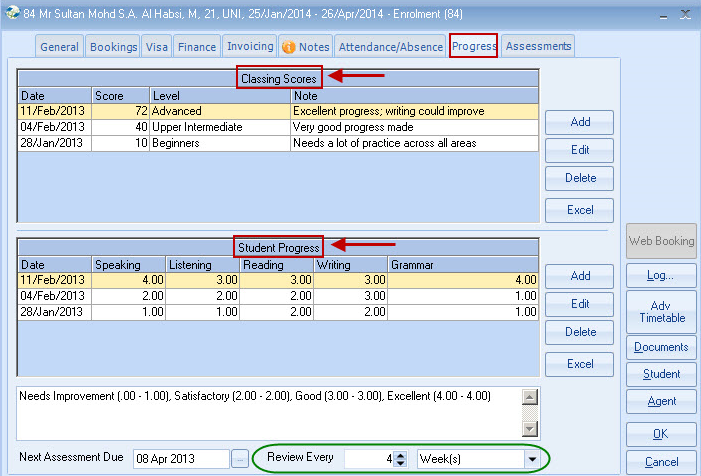 84 Mr Sultan Mohd S.A. Al Habsi, M, 21, UNI, 25/Jan/2014 - 26/Apr/2014 - Enrolment (84)
General Bookings Visa Finance Invoicing Notes Attendance/Absence Progress Assessments
Classing Scores
Date Score Level Note
11/Feb/2013 72 Advanced Excellent progress; writing could improve
04/Feb/2013 40 Upper Intermediate Very good progress made
28/Jan/2013 10 Beginners Needs a lot of practice across all areas
Add
Edit
Delete
Excel
Student Progress
Date Speaking Listening Reading Writing Grammar
11/Feb/2013 4.00 3.00 3.00 3.00 4.00
04/Feb/2013 2.00 2.00 3.00 3.00 1.00
28/Jan/2013 1.00 1.00 2.00 2.00 1.00
Add
Edit
Delete
Excel
Needs Improvement (.00 - 1.00), Satisfactory (2.00 - 2.00), Good (3.00 - 3.00), Excellent (4.00 - 4.00)
Next Assessment Due 08 Apr 2013 ... Review Every 4 Week(s)
Web Booking
Log...
Adv
Timetable
Documents
Student
Agent
OK
Cancel